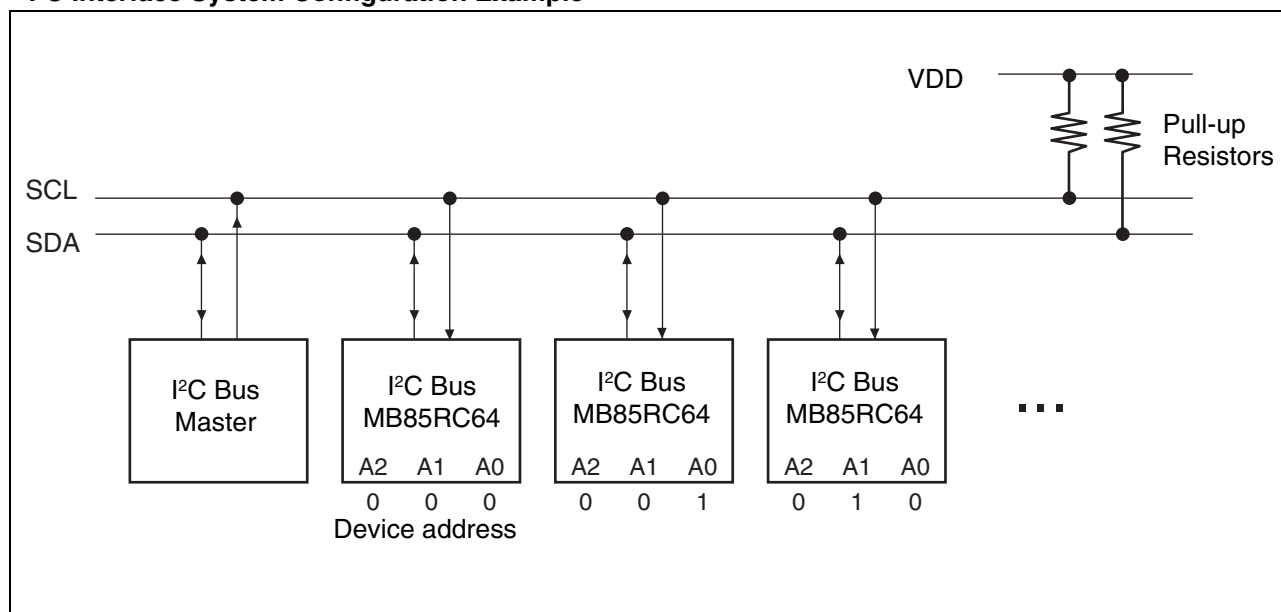 VDD
Pull-up
Resistors
SCL
SDA
I²C Bus
Master
I²C Bus
MB85RC64
A2 A1 A0
0 0 0
Device address
I²C Bus
MB85RC64
A2 A1 A0
0 0 1
I²C Bus
MB85RC64
A2 A1 A0
0 1 0
...